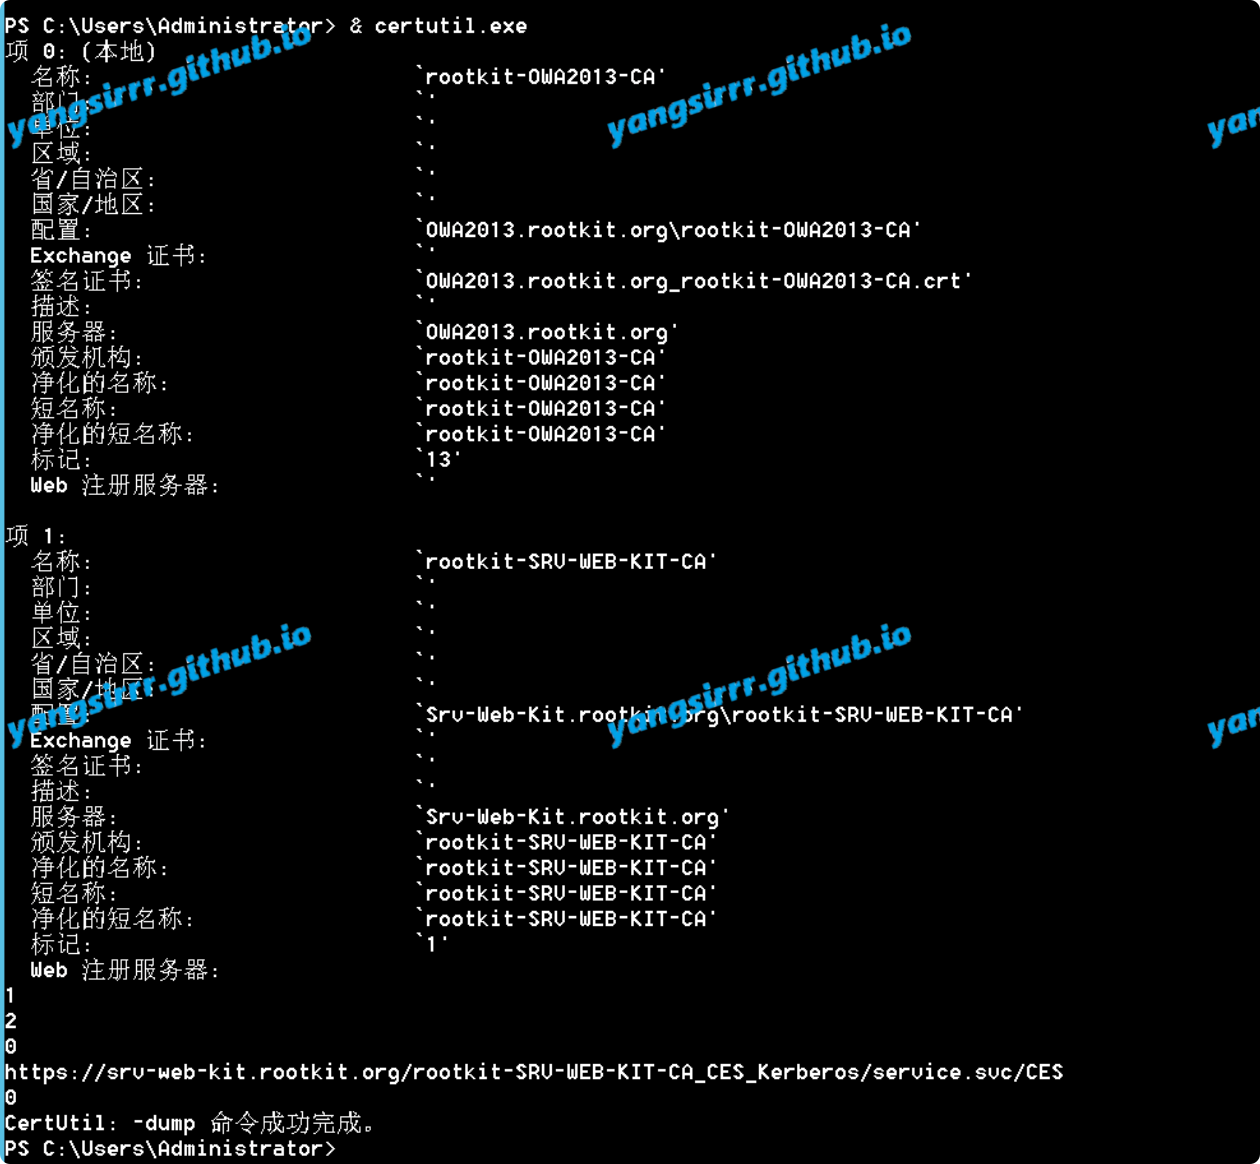 PS C:\Users\Administrator> & certutil.exe
项 0: (本地)
  名称:                         `rootkit-OWA2013-CA'
  部门:                         `'
  单位:                         `'
  区域:                         `'
  省/自治区:                    `'
  国家/地区:                    `'
  配置:                         `OWA2013.rootkit.org\rootkit-OWA2013-CA'
  Exchange 证书:                `'
  签名证书:                     `OWA2013.rootkit.org_rootkit-OWA2013-CA.crt'
  描述:                         `'
  服务器:                       `OWA2013.rootkit.org'
  颁发机构:                     `rootkit-OWA2013-CA'
  净化的名称:                   `rootkit-OWA2013-CA'
  短名称:                       `rootkit-OWA2013-CA'
  净化的短名称:                 `rootkit-OWA2013-CA'
  标记:                         `13'
  Web 注册服务器:               `'
项 1:
  名称:                         `rootkit-SRV-WEB-KIT-CA'
  部门:                         `'
  单位:                         `'
  区域:                         `'
  省/自治区:                    `'
  国家/地区:                    `'
  配置:                         `Srv-Web-Kit.rootkit.org\rootkit-SRV-WEB-KIT-CA'
  Exchange 证书:                `'
  签名证书:                     `'
  描述:                         `'
  服务器:                       `Srv-Web-Kit.rootkit.org'
  颁发机构:                     `rootkit-SRV-WEB-KIT-CA'
  净化的名称:                   `rootkit-SRV-WEB-KIT-CA'
  短名称:                       `rootkit-SRV-WEB-KIT-CA'
  净化的短名称:                 `rootkit-SRV-WEB-KIT-CA'
  标记:                         `1'
  Web 注册服务器:
1
2
0
https://srv-web-kit.rootkit.org/rootkit-SRV-WEB-KIT-CA_CES_Kerberos/service.svc/CES
0
CertUtil: -dump 命令成功完成。
PS C:\Users\Administrator>
yangsirrr.github.io
yangsirrr.github.io
yan
yangsirrr.github.io
yangsirrr.github.io
yan